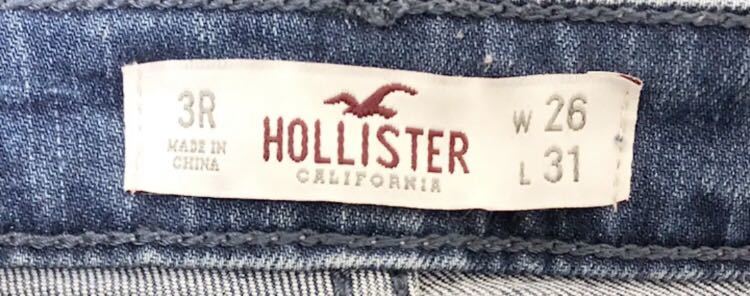 3R
MADE IN
CHINA
HOLLISTER
CALIFORNIA
W 26
L 31